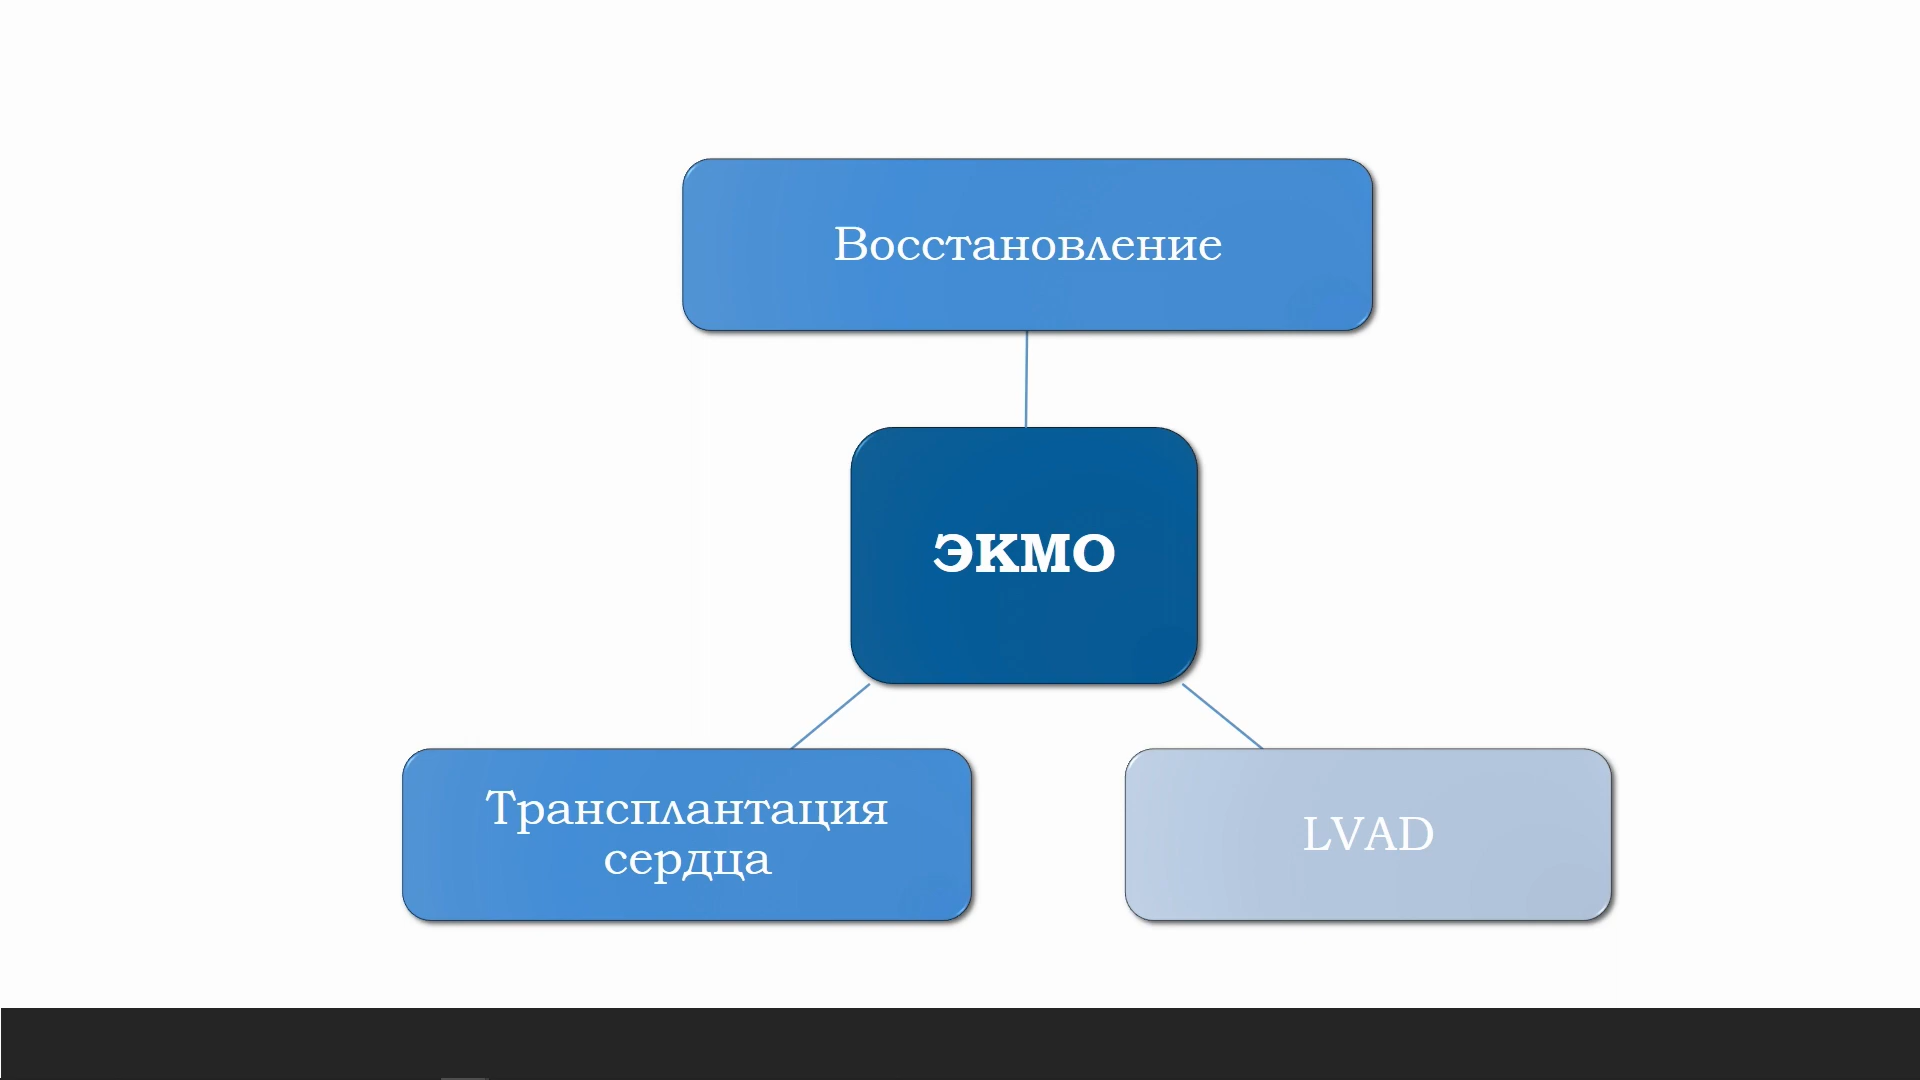 Восстановление
ЭКМО
Трансплантация
сердца
LVAD